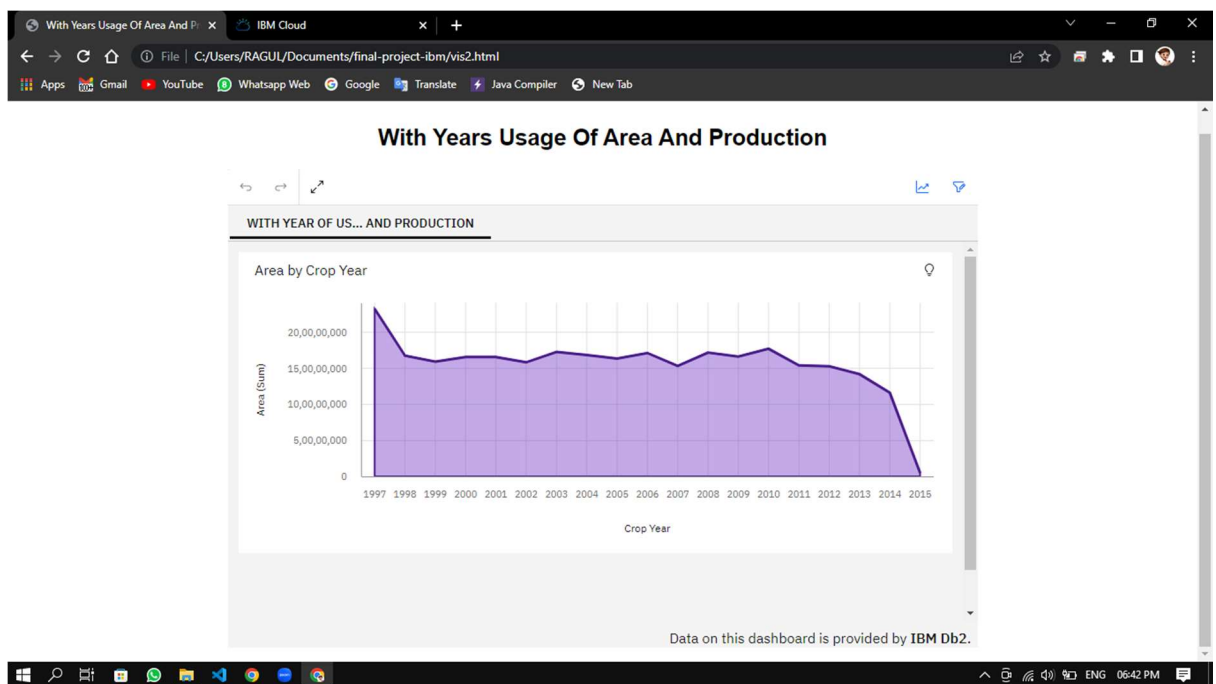 With Years Usage Of Area And Pr
IBM Cloud
File C:/Users/RAGUL/Documents/final-project-ibm/vis2.html
Apps Gmail YouTube Whatsapp Web Google Translate Java Compiler New Tab
With Years Usage Of Area And Production
WITH YEAR OF US... AND PRODUCTION
Area by Crop Year
Area (Sum)
20,00,00,000
15,00,00,000
10,00,00,000
5,00,00,000
0
1997 1998 1999 2000 2001 2002 2003 2004 2005 2006 2007 2008 2009 2010 2011 2012 2013 2014 2015
Crop Year
Data on this dashboard is provided by IBM Db2.
ENG 06:42 PM